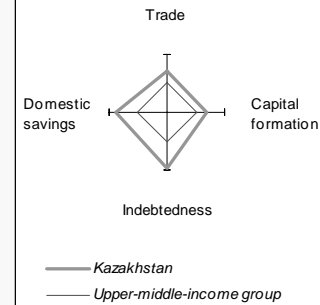 Trade
Domestic
savings
Capital
formation
Indebtedness
Kazakhstan
Upper-middle-income group